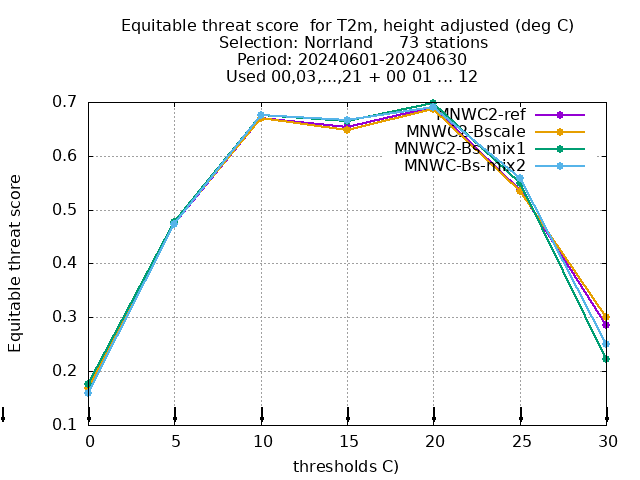 Equitable threat score  for T2m, height adjusted (deg C)
Selection: Norrland     73 stations
Period: 20240601-20240630
Used 00,03,...,21 + 00 01 ... 12
Equitable threat score
0.7
0.6
0.5
0.4
0.3
0.2
0.1
MNWC2-ref
MNWC2-Bscale
MNWC2-Bs-mix1
MNWC-Bs-mix2
0 5 10 15 20 25 30
thresholds C)